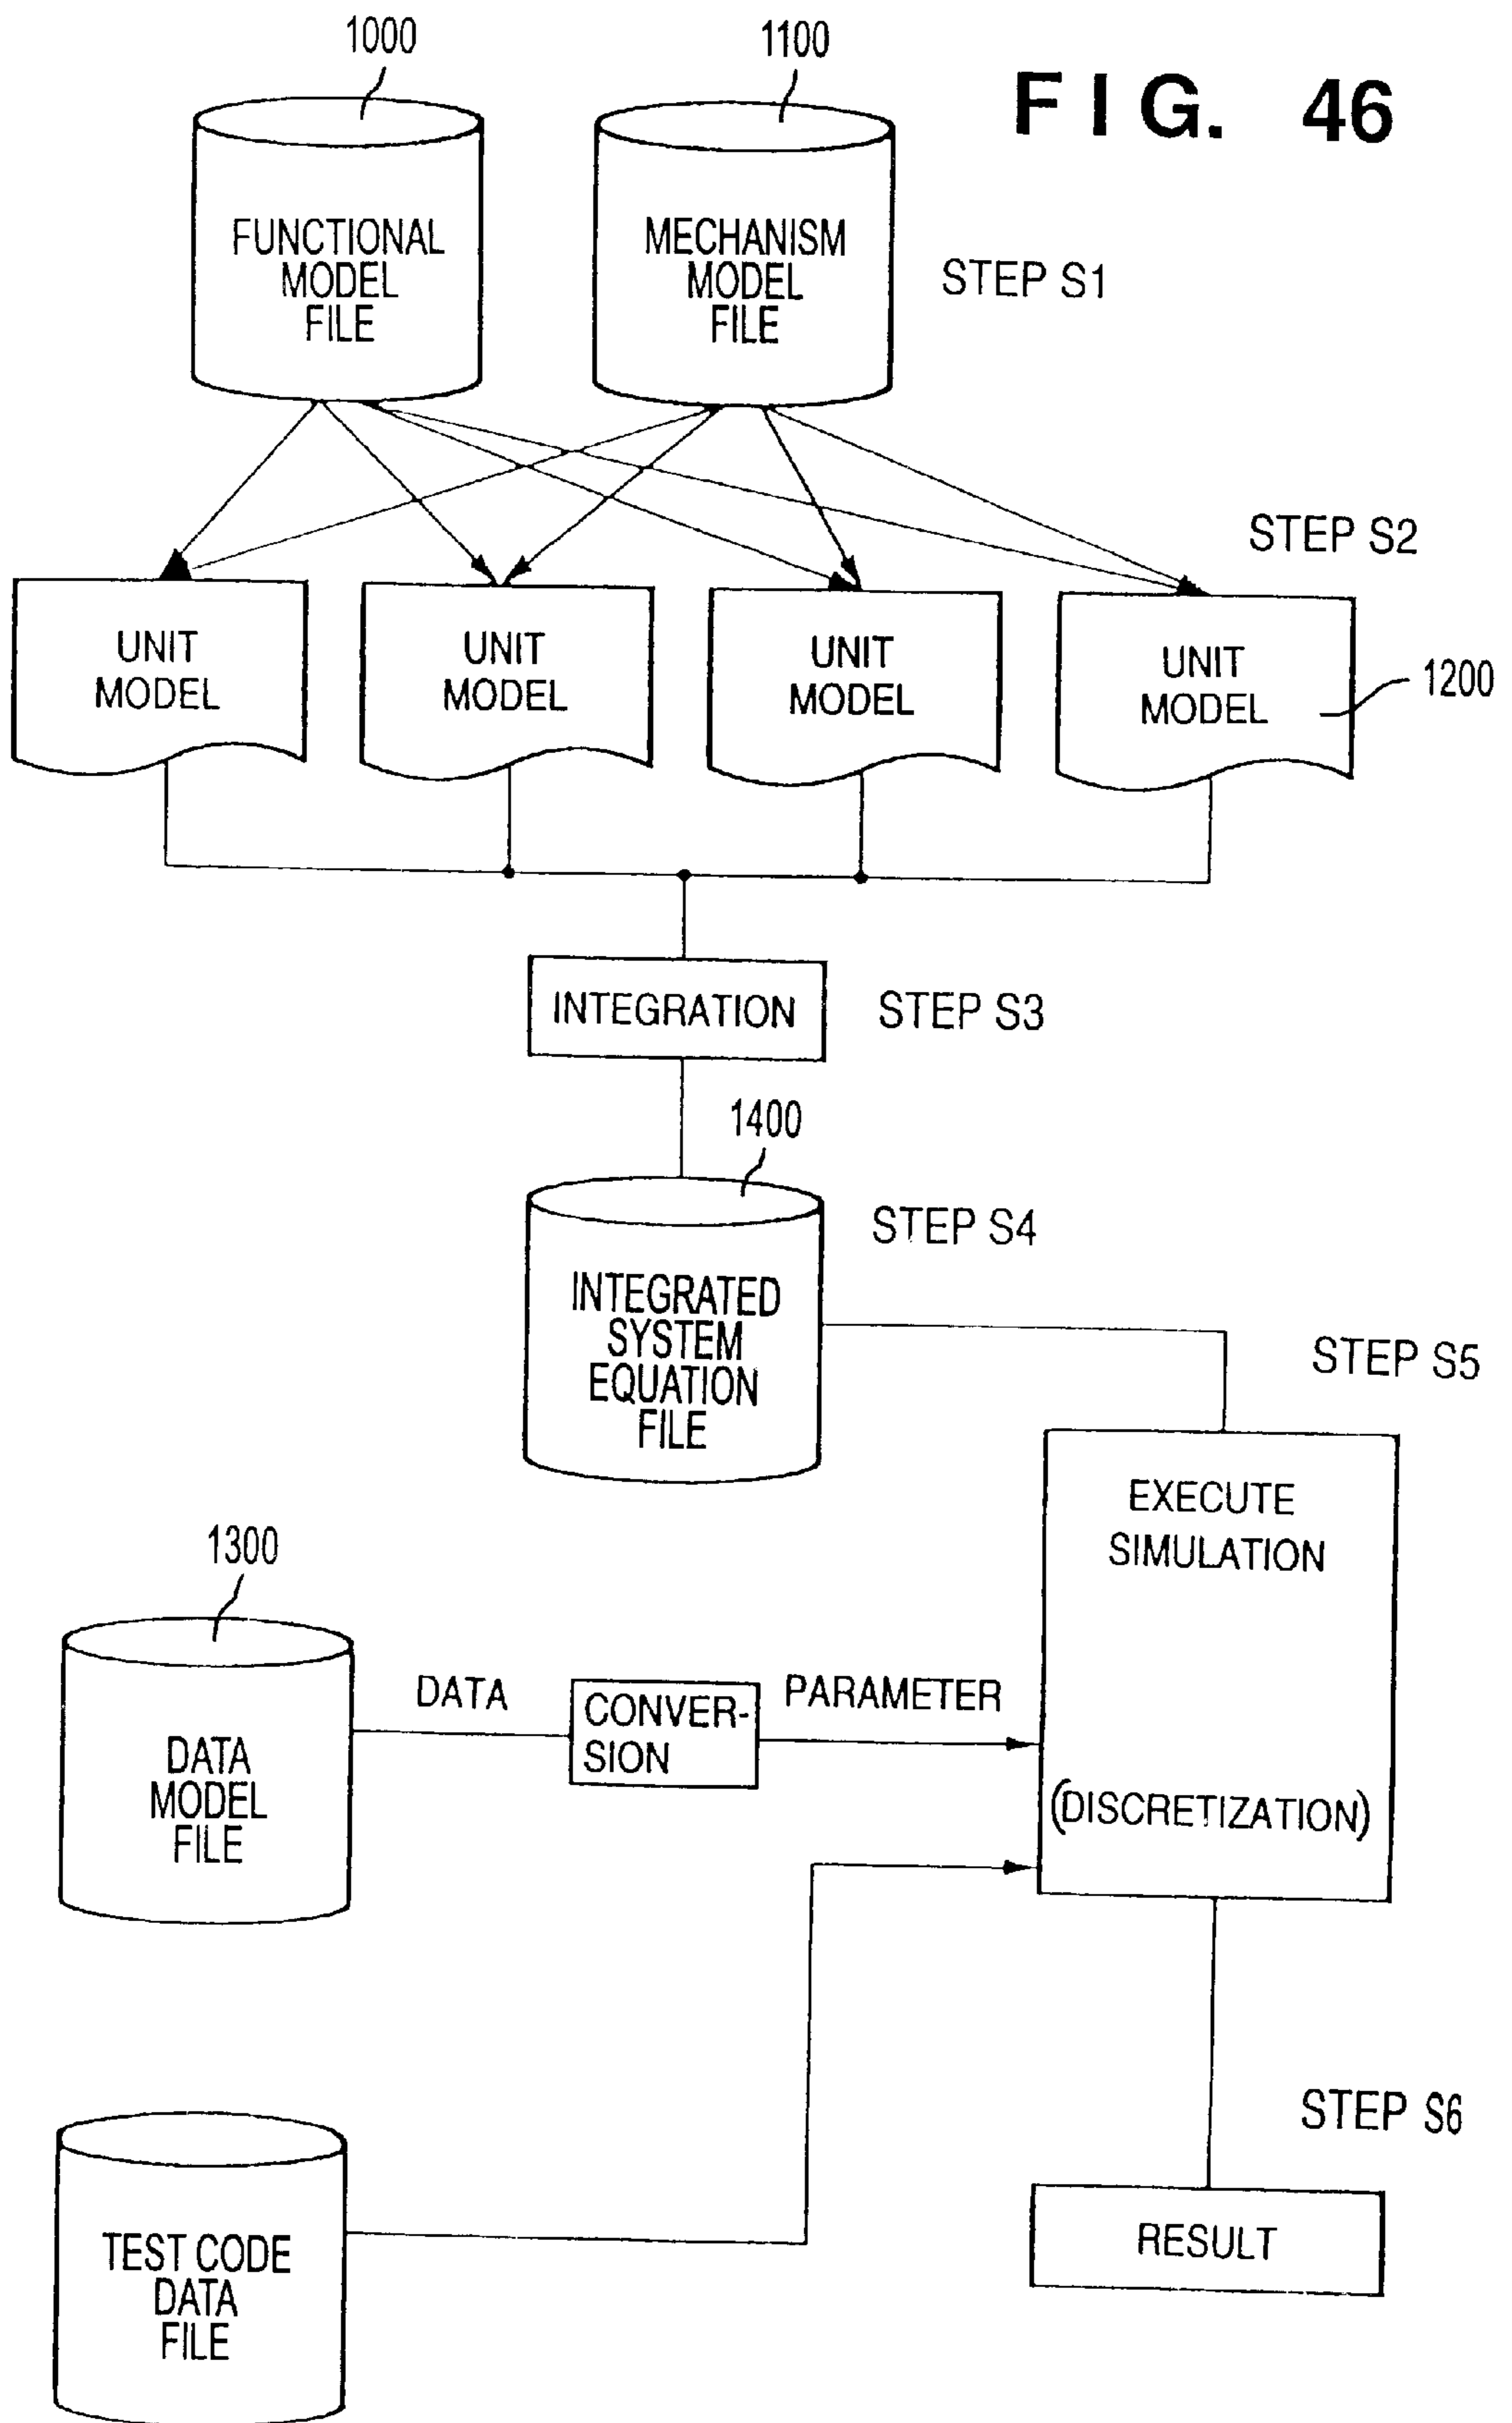 1000
1100
FIG. 46
FUNCTIONAL
MODEL
FILE
MECHANISM
MODEL
FILE
STEP S1
STEP S2
UNIT
MODEL
UNIT
MODEL
UNIT
MODEL
UNIT
MODEL
1200
INTEGRATION
STEP S3
1400
STEP S4
INTEGRATED
SYSTEM
EQUATION
FILE
STEP S5
EXECUTE
SIMULATION
1300
DATA
MODEL
FILE
DATA
CONVER-
SION
PARAMETER
(DISCRETIZATION)
STEP S6
TEST CODE
DATA
FILE
RESULT